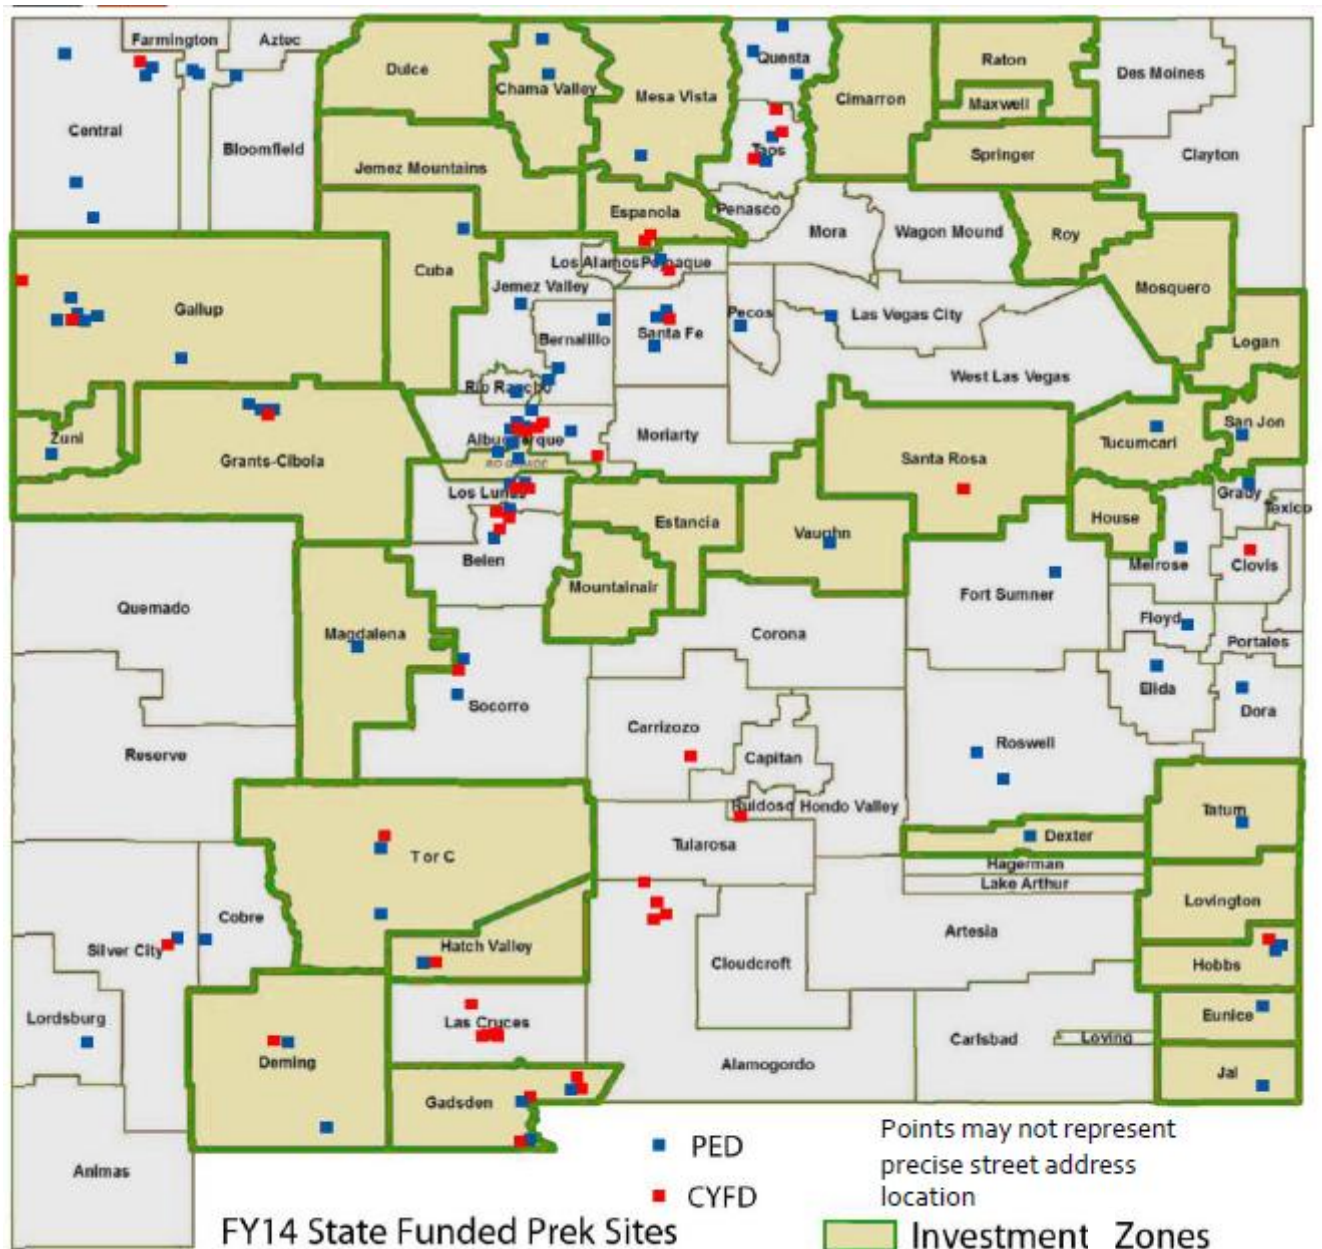 Farmington
Aztec
Dulce
Chama Valley
Mesa Vista
Questa
Cimarron
Raton
Maxwell
Des Moines
Central
Bloomfield
Jemez Mountains
Taos
Springer
Clayton
Espanola
Penasco
Mora
Wagon Mound
Roy
Cuba
Los Alamos
Jemez Valley
Mosquero
Gallup
Bernalillo
Santa Fe
Pecos
Las Vegas City
Logan
Rio Rancho
West Las Vegas
Zuni
Grants-Cibola
Albuquerque
RIO GRANDE
Moriarty
Santa Rosa
Tucumcari
San Jon
Los Lunas
Estancia
Vaughn
House
Grady
Texico
Belen
Mountainair
Fort Sumner
Melrose
Clovis
Quemado
Magdalena
Corona
Floyd
Portales
Socorro
Elida
Dora
Reserve
Carrizozo
Capitan
Roswell
Ruidoso
Hondo Valley
Tatum
T or C
Tularosa
Dexter
Hagerman
Lake Arthur
Lovington
Cobre
Silver City
Hatch Valley
Cloudcroft
Artesia
Hobbs
Lordsburg
Las Cruces
Eunice
Deming
Alamogordo
Carlsbad
Loving
Jal
Gadsden
Animas
PED
CYFD
Points may not represent
precise street address
location
FY14 State Funded Prek Sites
Investment Zones